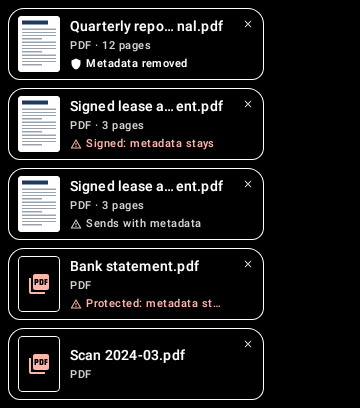 Quarterly repo… nal.pdf
PDF · 12 pages
Metadata removed
Signed lease a… ent.pdf
PDF · 3 pages
Signed: metadata stays
Signed lease a… ent.pdf
PDF · 3 pages
Sends with metadata
Bank statement.pdf
PDF
PDF
Protected: metadata st…
Scan 2024-03.pdf
PDF
PDF